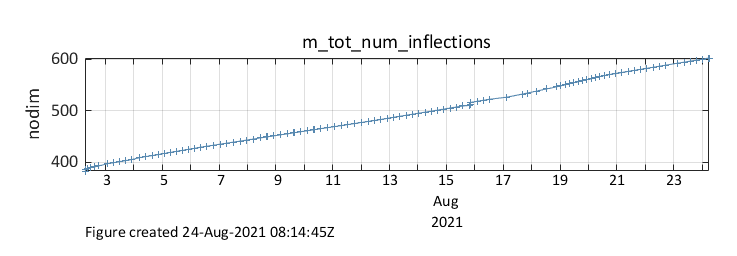 m_tot_num_inflections
600
500
400
nodim
3 5 7 9 11 13 15 17 19 21 23
Aug
2021
Figure created 24-Aug-2021 08:14:45Z